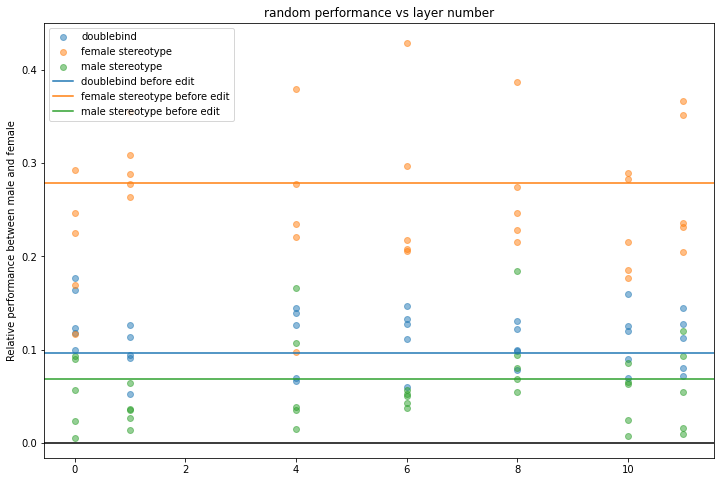 random performance vs layer number
doublebind
female stereotype
male stereotype
doublebind before edit
female stereotype before edit
male stereotype before edit
Relative performance between male and female
0.4
0.3
0.2
0.1
0.0
0 2 4 6 8 10